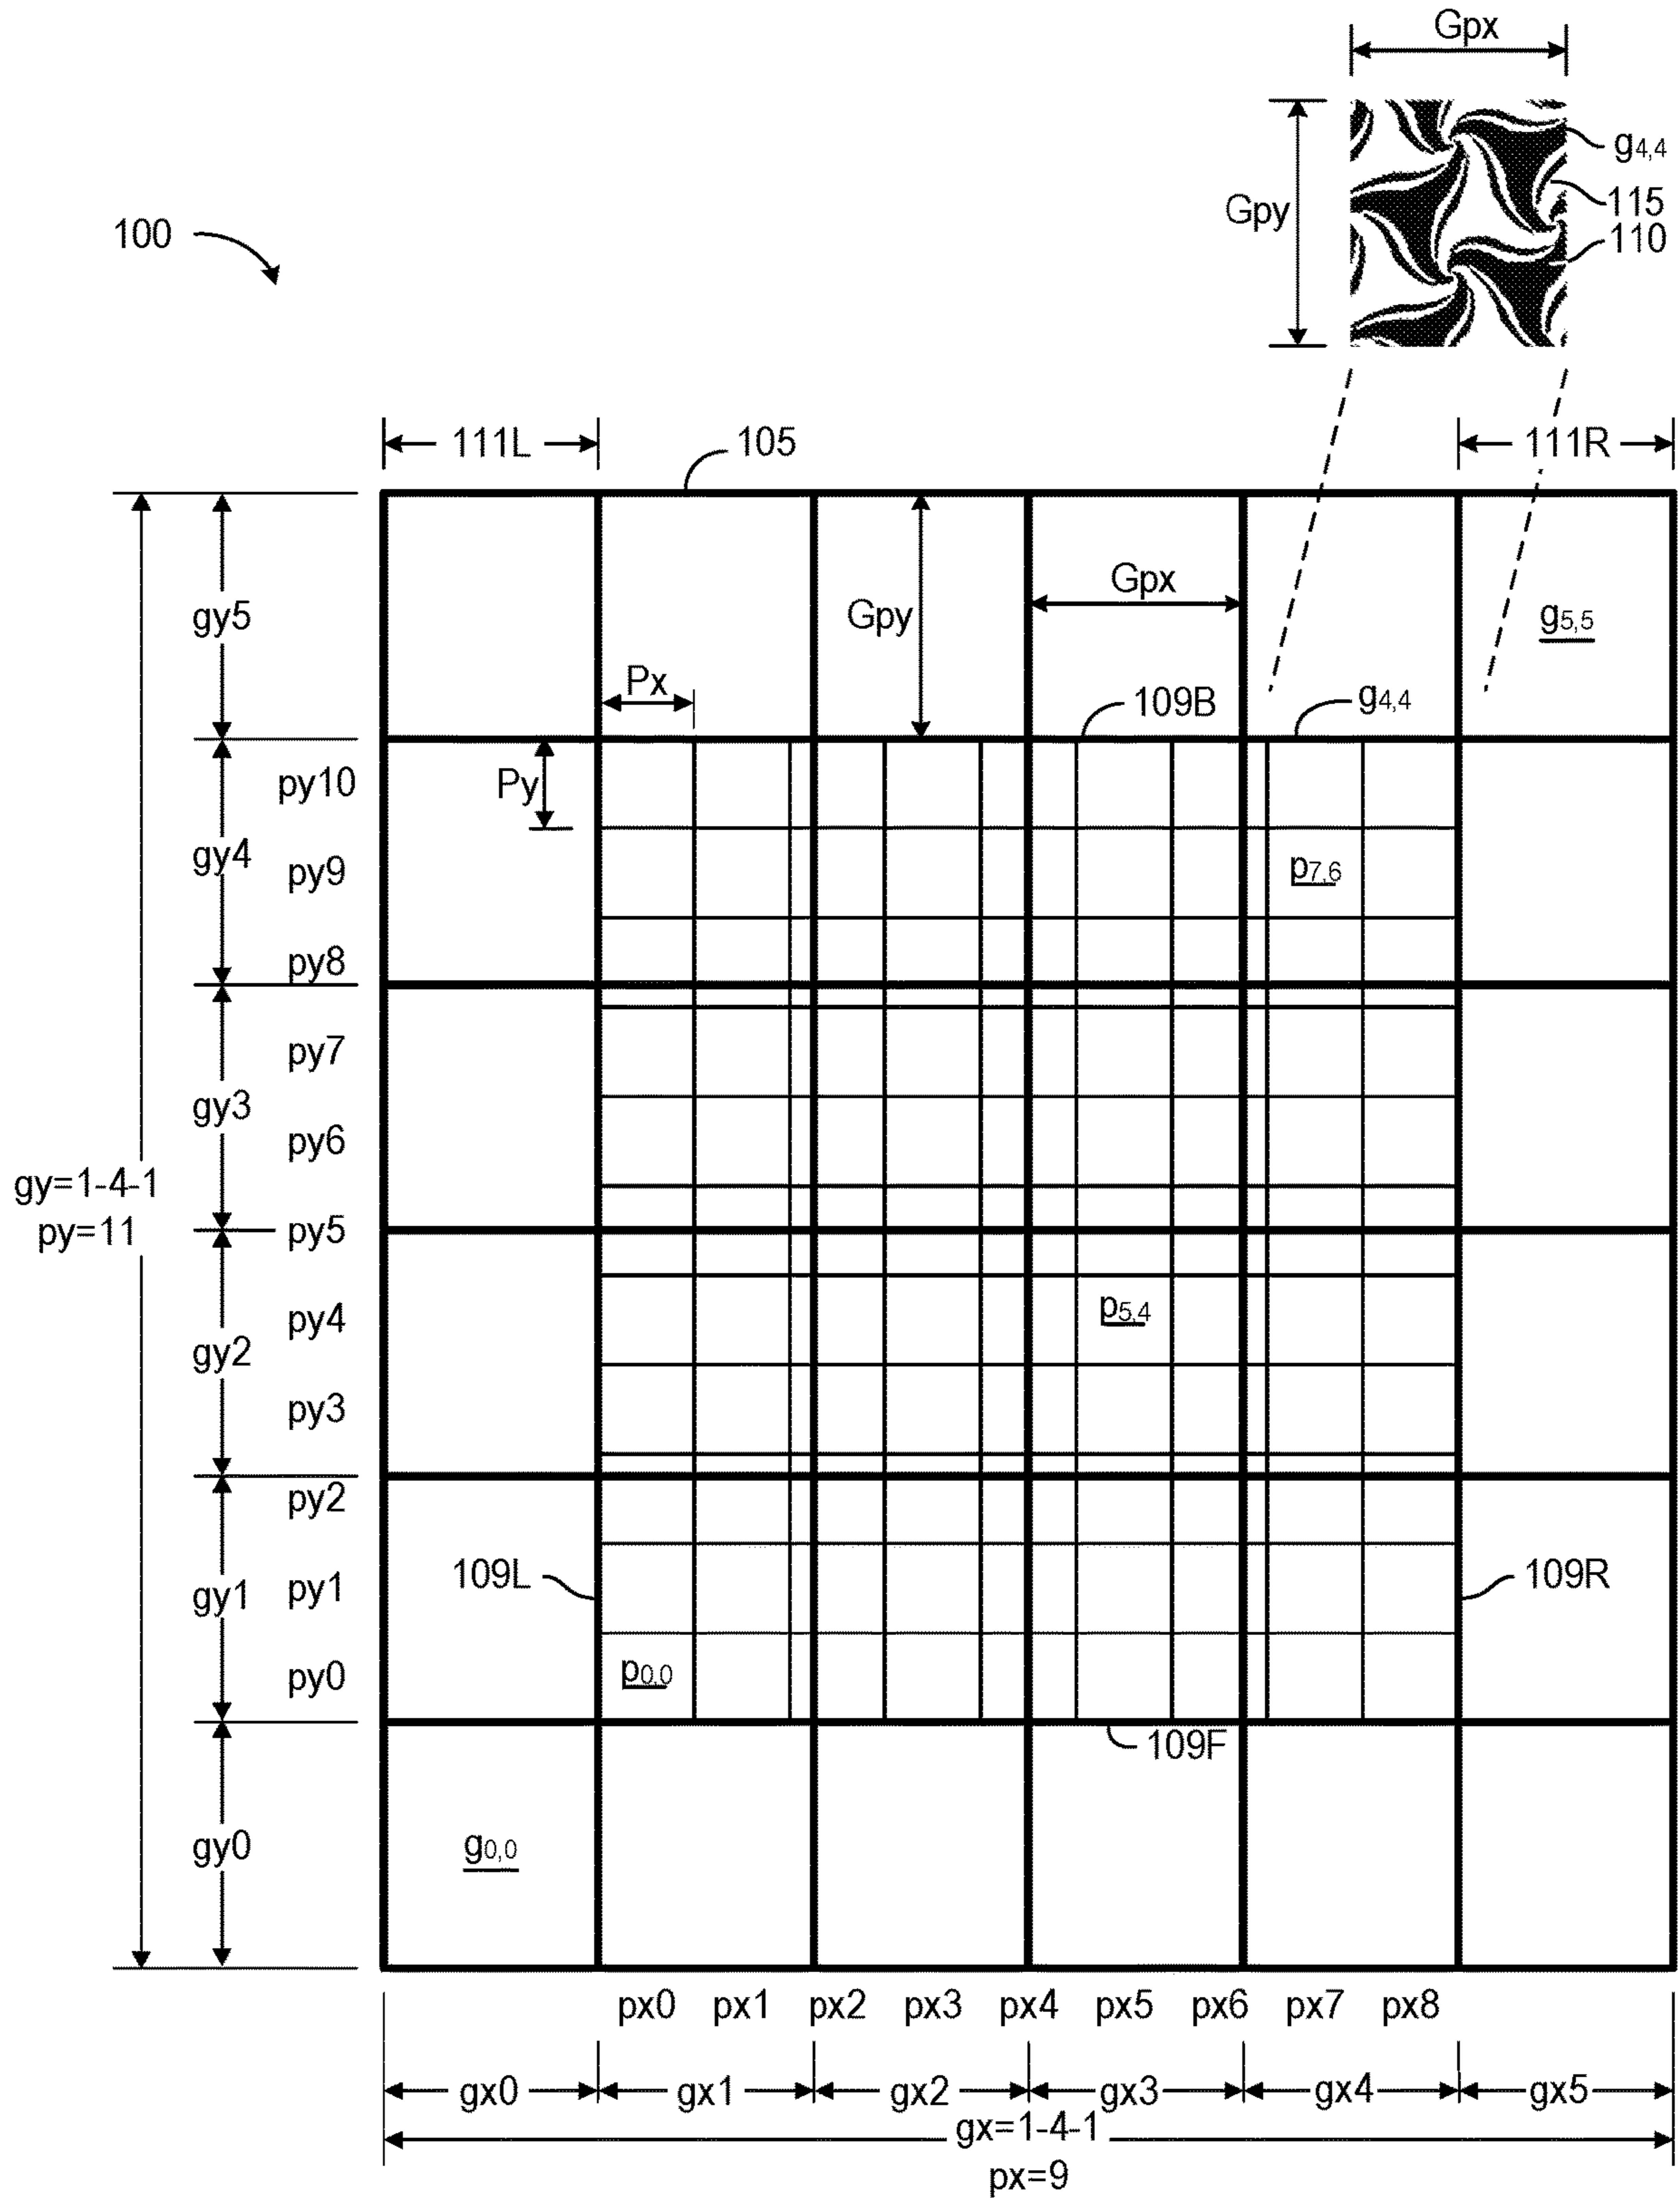 Gpx
g4,4
115
110
Gpy
100
111L
105
111R
gy5
Gpy
Gpx
g5,5
Px
109B
g4,4
py10
Py
gy4
py9
p7,6
py8
py7
gy3
py6
gy=1-4-1
py=11
py5
py4
p5,4
gy2
py3
py2
109L
109R
gy1
py1
py0
p0,0
109F
gy0
g0,0
px0 px1 px2 px3 px4 px5 px6 px7 px8
gx0 gx1 gx2 gx3 gx4 gx5
gx=1-4-1
px=9